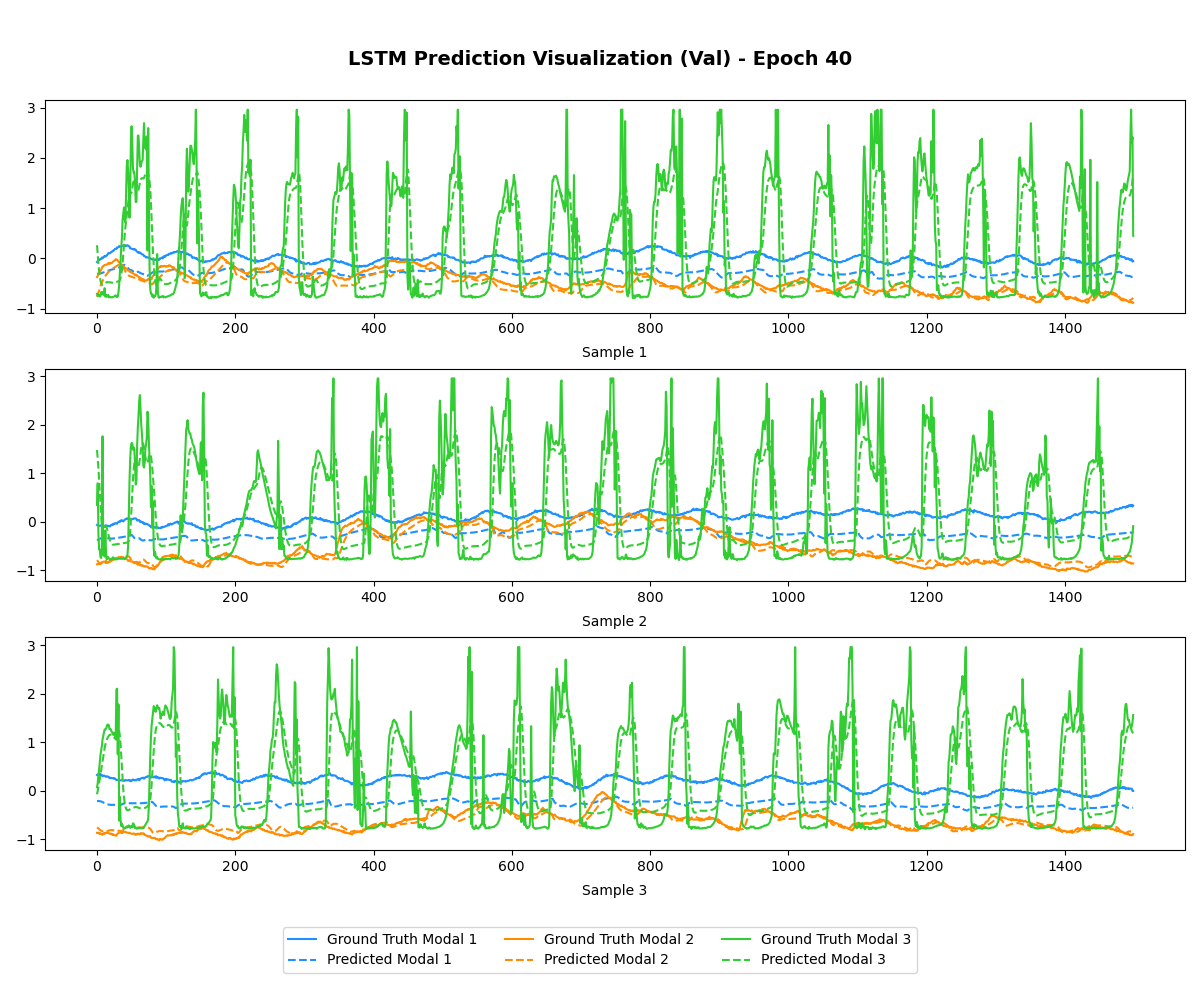 LSTM Prediction Visualization (Val) - Epoch 40
3
2
1
0
−1
0 200 400 600 800 1000 1200 1400
Sample 1
3
2
1
0
−1
0 200 400 600 800 1000 1200 1400
Sample 2
3
2
1
0
−1
0 200 400 600 800 1000 1200 1400
Sample 3
Ground Truth Modal 1 Ground Truth Modal 2 Ground Truth Modal 3
Predicted Modal 1 Predicted Modal 2 Predicted Modal 3